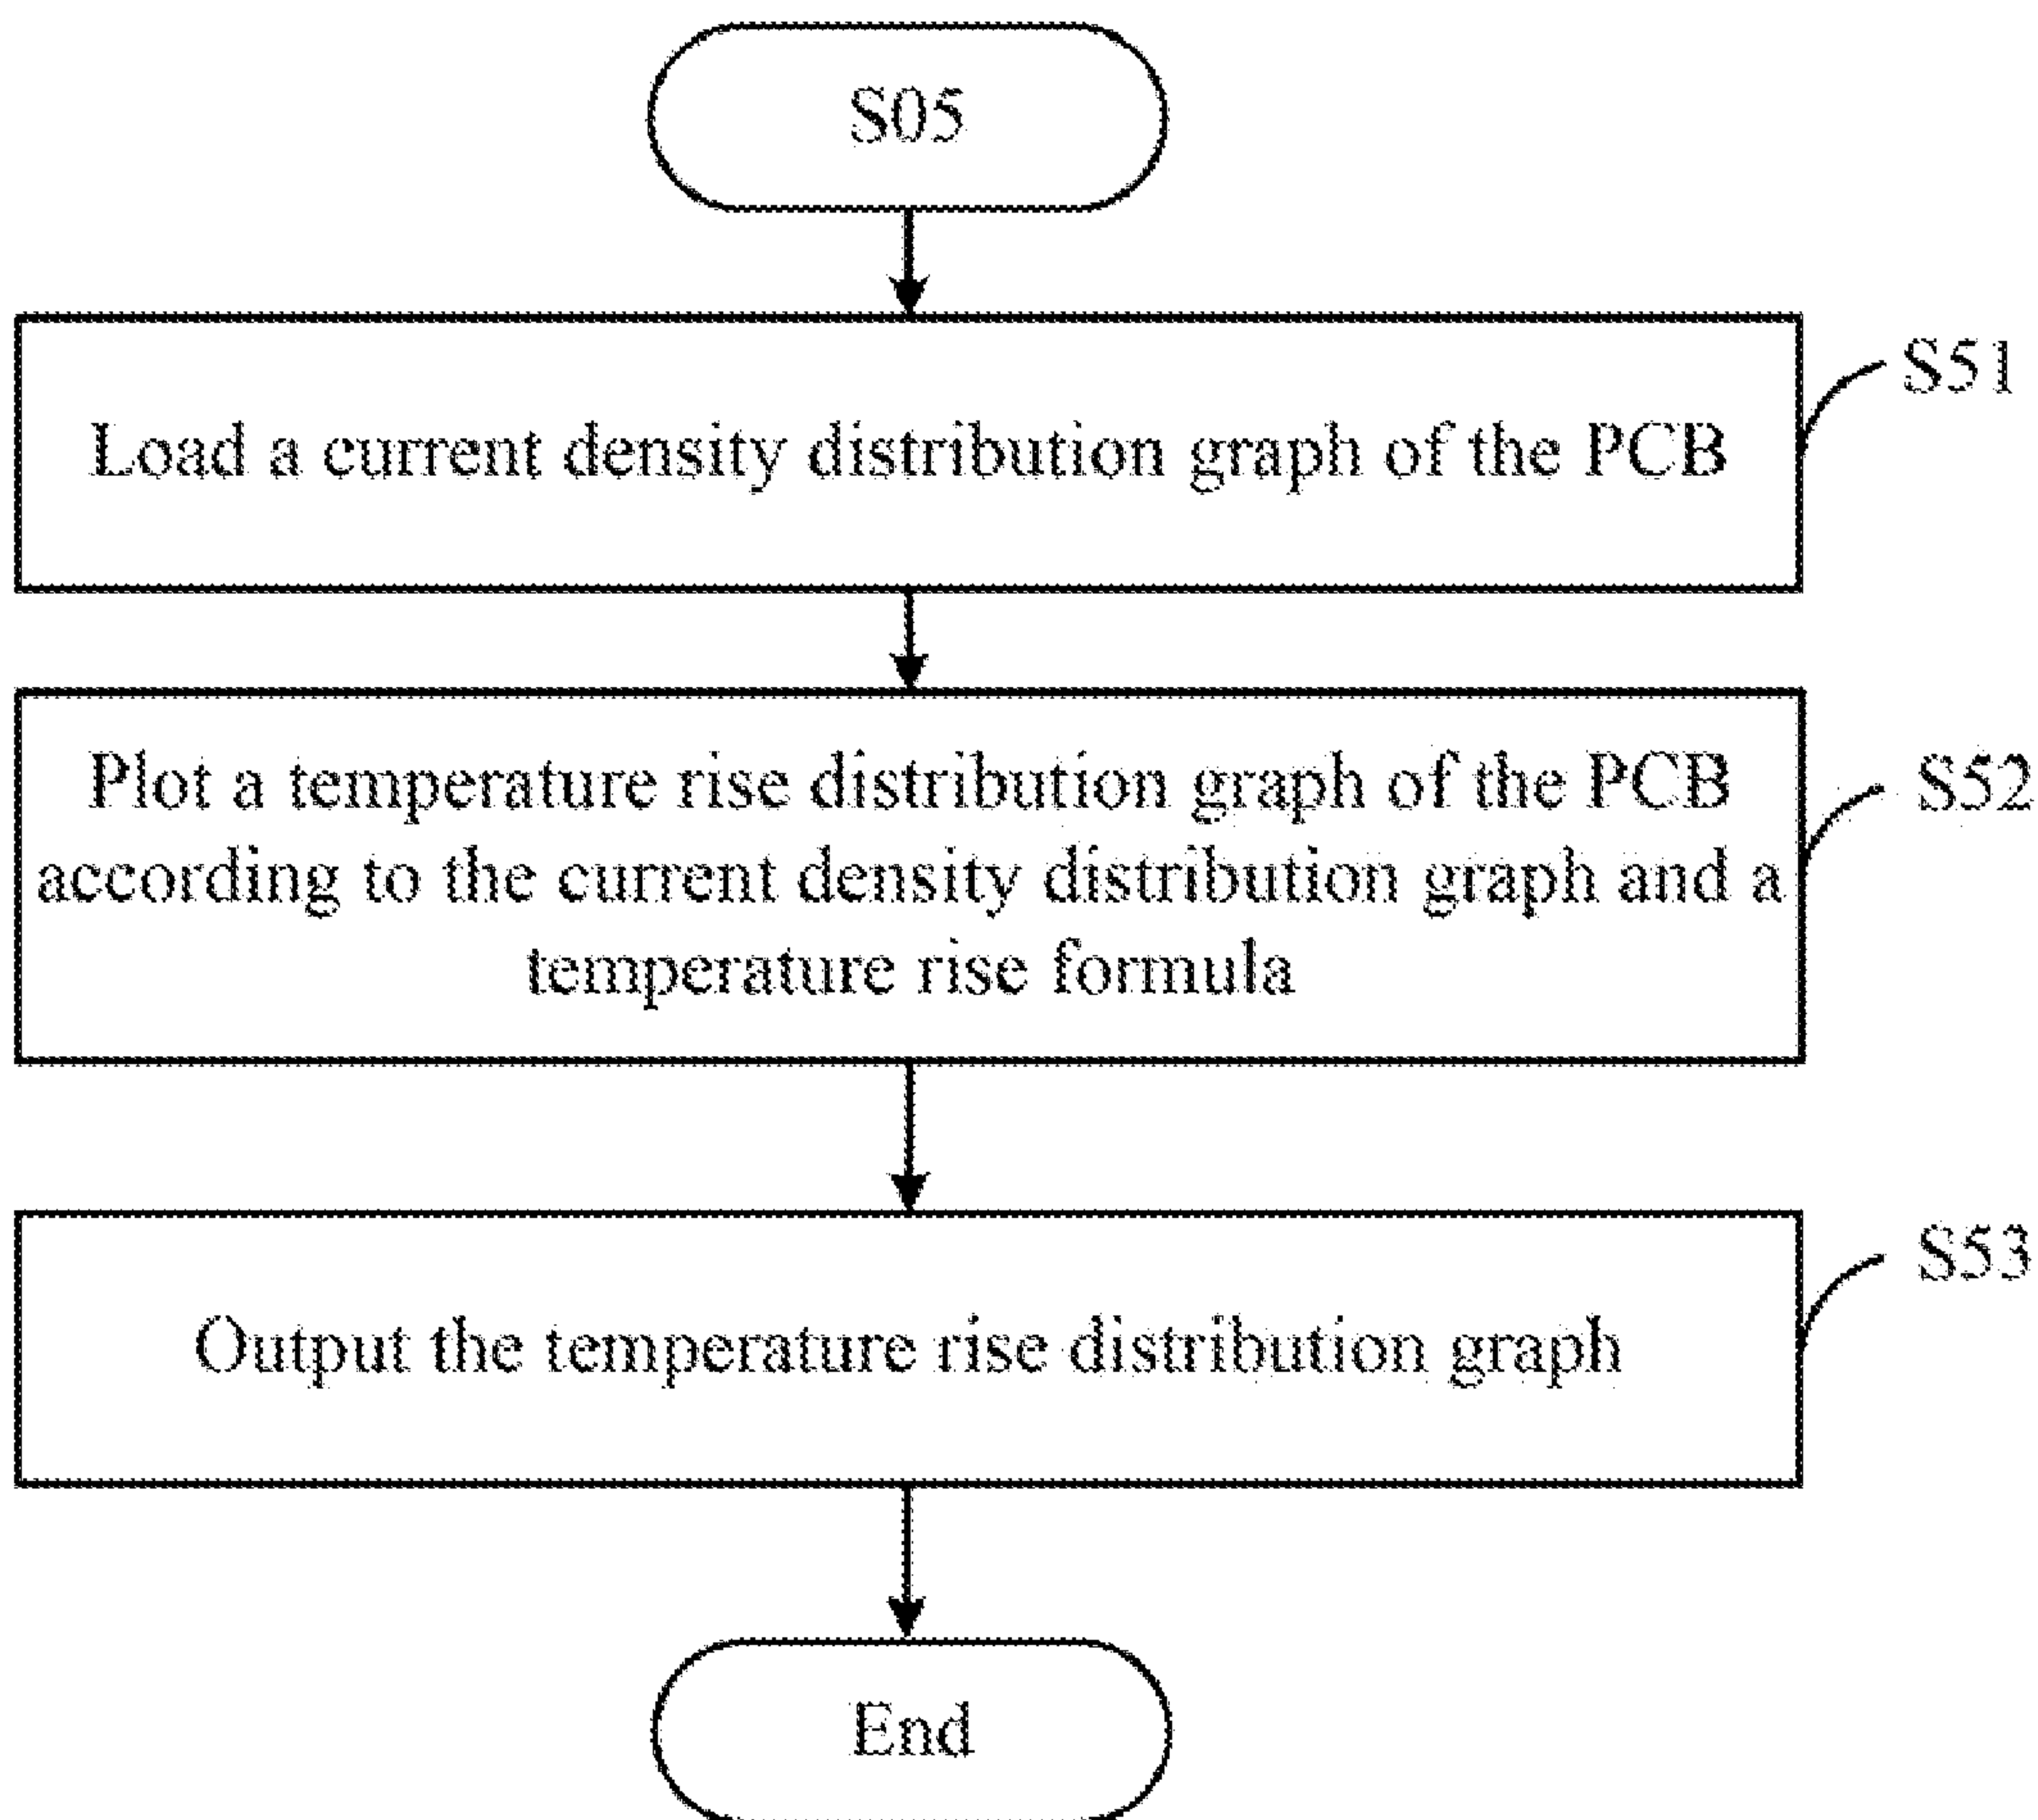 S05
S51
Load a current density distribution graph of the PCB
Plot a temperature rise distribution graph of the PCB
according to the current density distribution graph and a
temperature rise formula
S52
S53
Output the temperature rise distribution graph
End